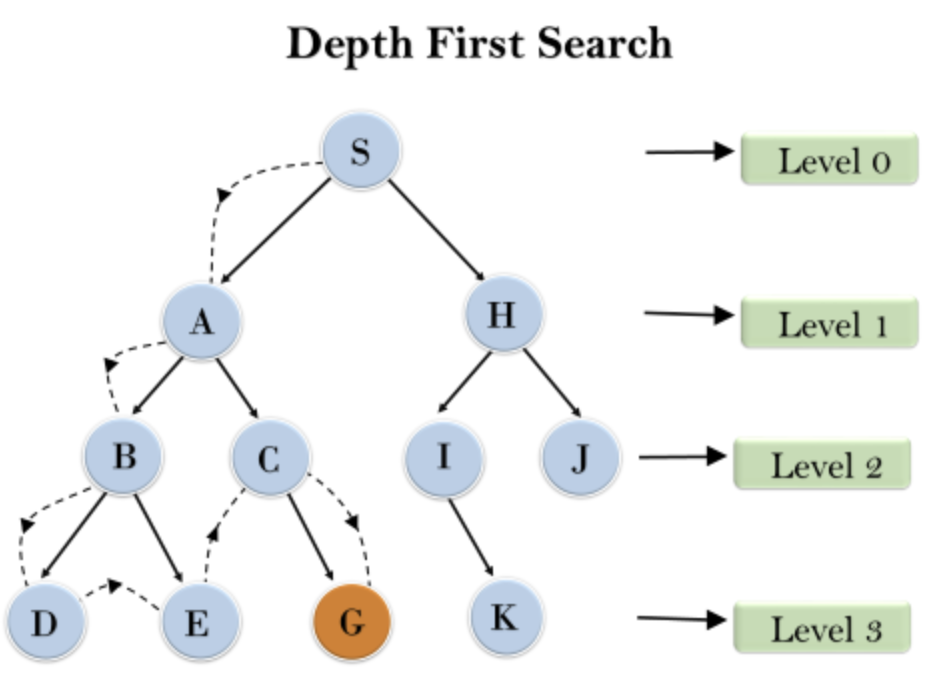 Depth First Search
S
Level 0
A
H
Level 1
B
C
I
J
Level 2
D
E
G
K
Level 3